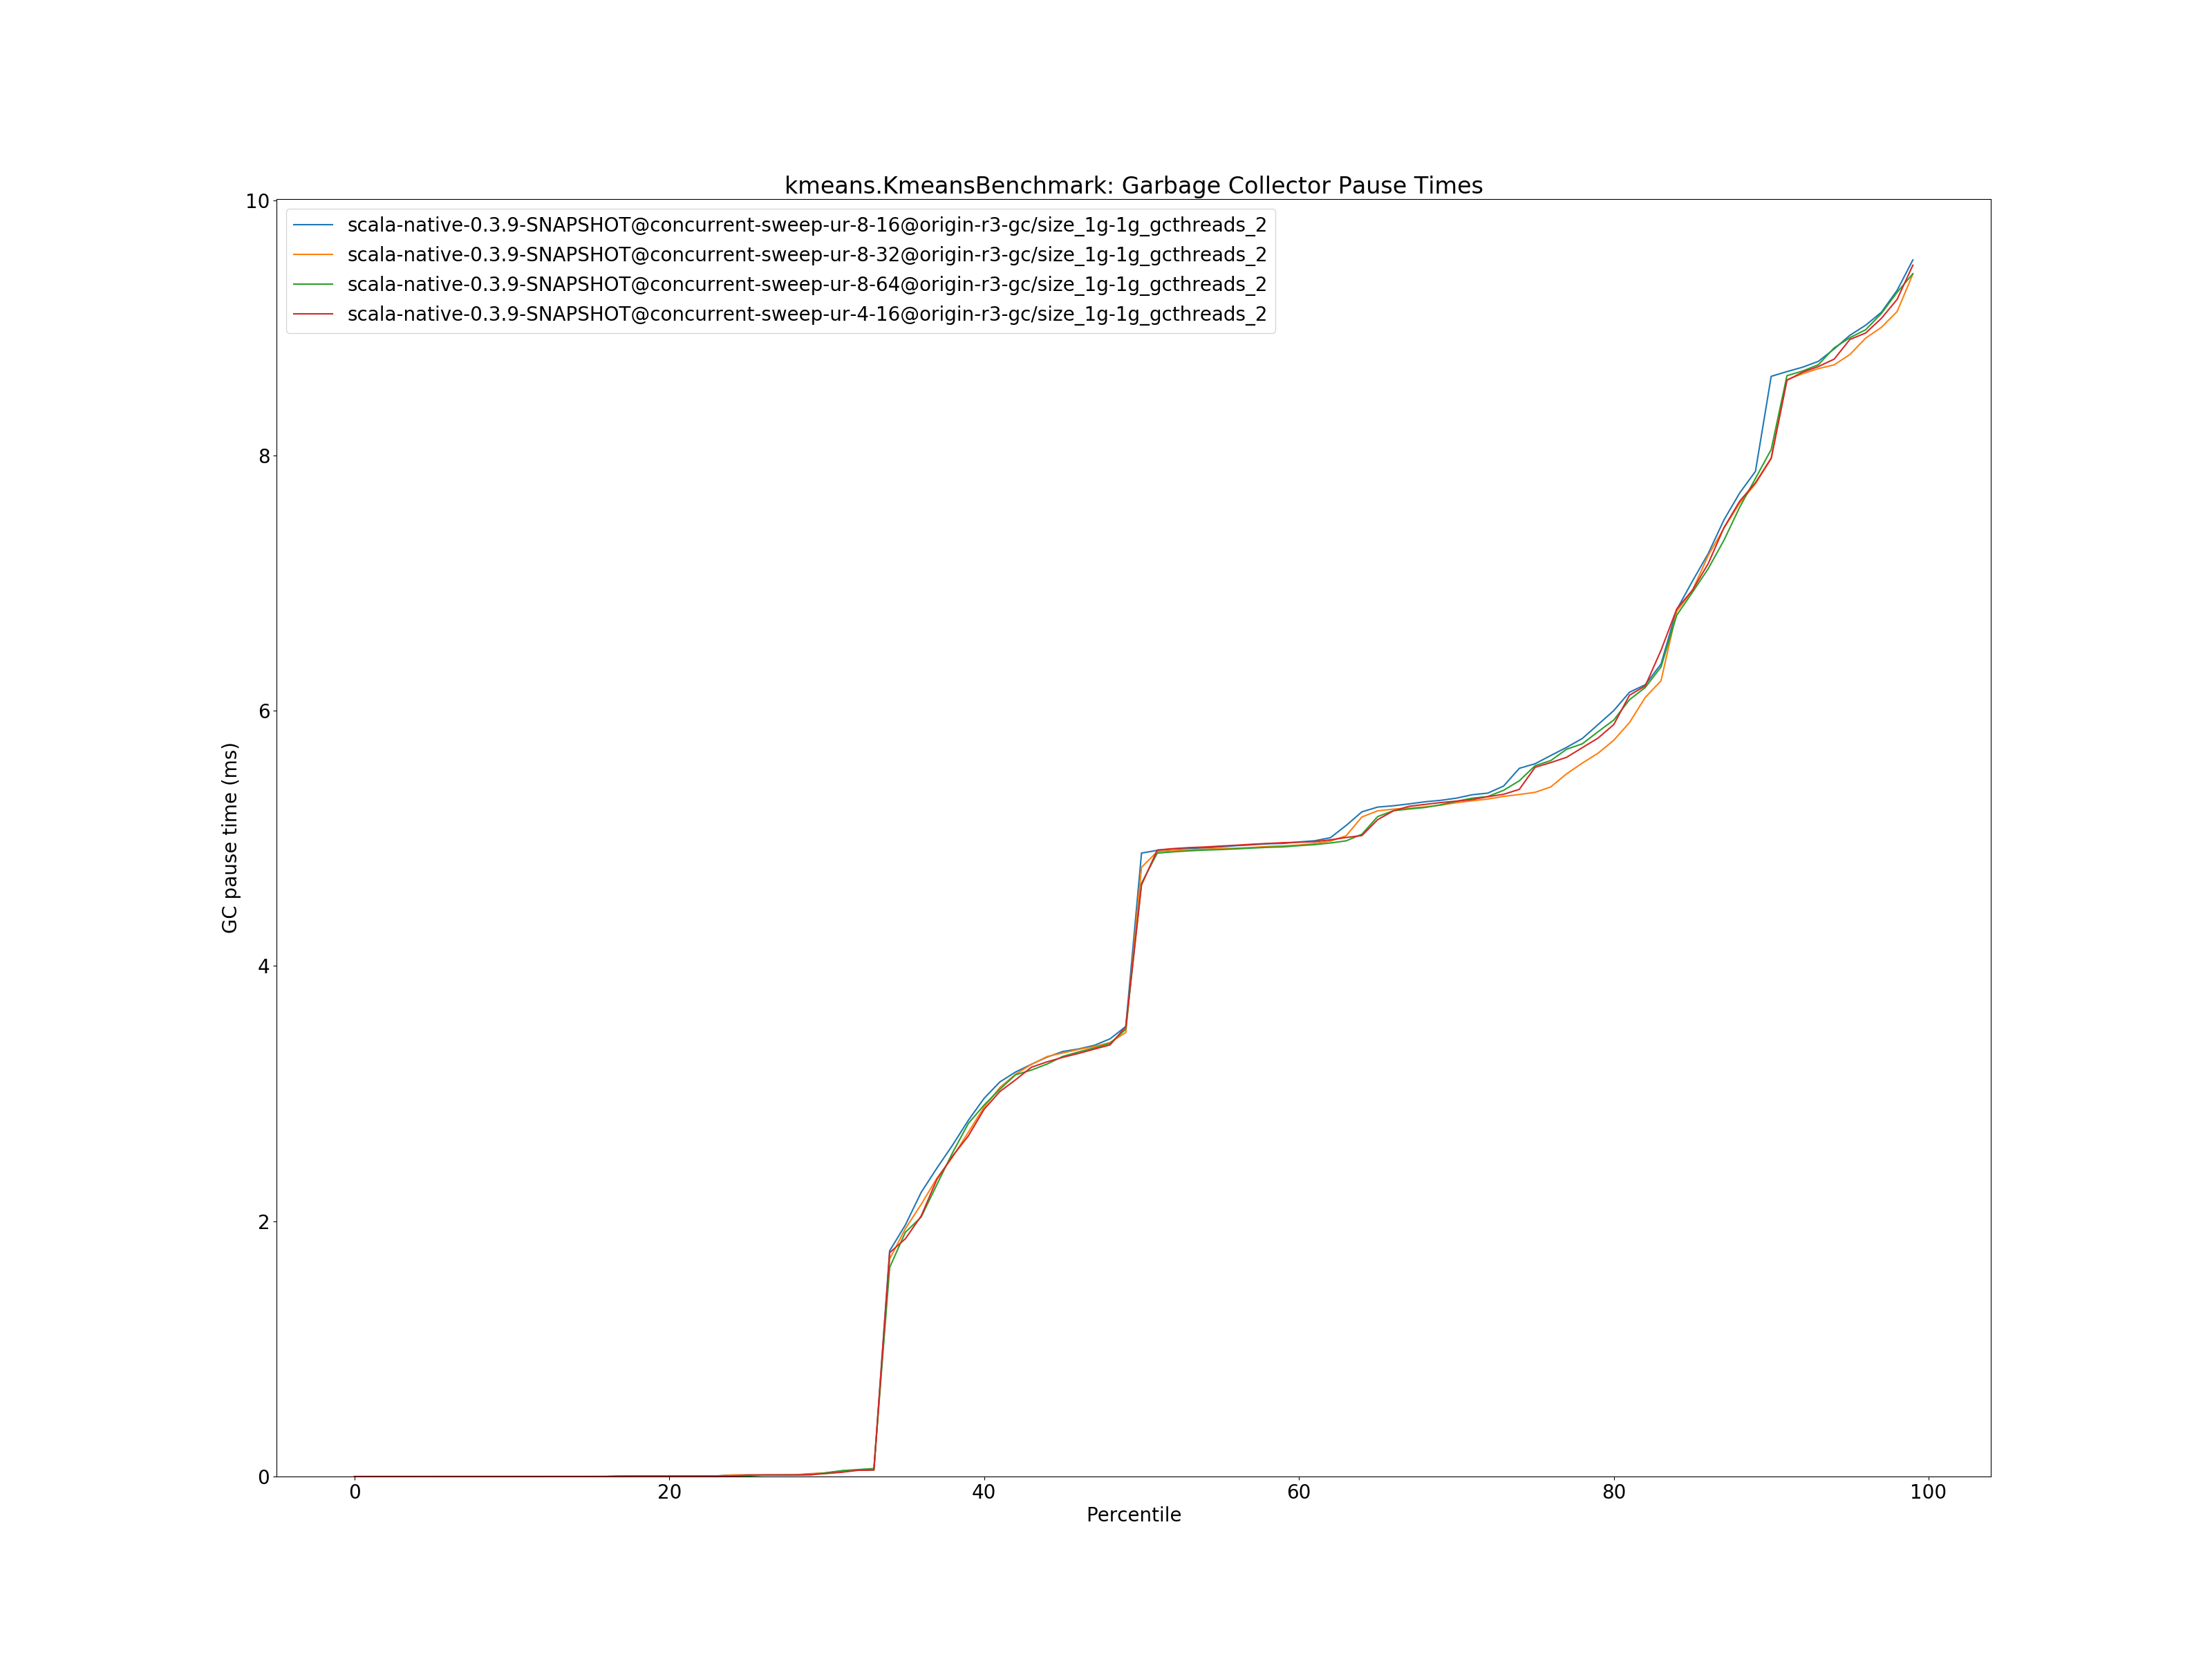 kmeans.KmeansBenchmark: Garbage Collector Pause Times
10
scala-native-0.3.9-SNAPSHOT@concurrent-sweep-ur-8-16@origin-r3-gc/size_1g-1g_gcthreads_2
scala-native-0.3.9-SNAPSHOT@concurrent-sweep-ur-8-32@origin-r3-gc/size_1g-1g_gcthreads_2
scala-native-0.3.9-SNAPSHOT@concurrent-sweep-ur-8-64@origin-r3-gc/size_1g-1g_gcthreads_2
scala-native-0.3.9-SNAPSHOT@concurrent-sweep-ur-4-16@origin-r3-gc/size_1g-1g_gcthreads_2
8
6
GC pause time (ms)
4
2
0
0 20 40 60 80 100
Percentile